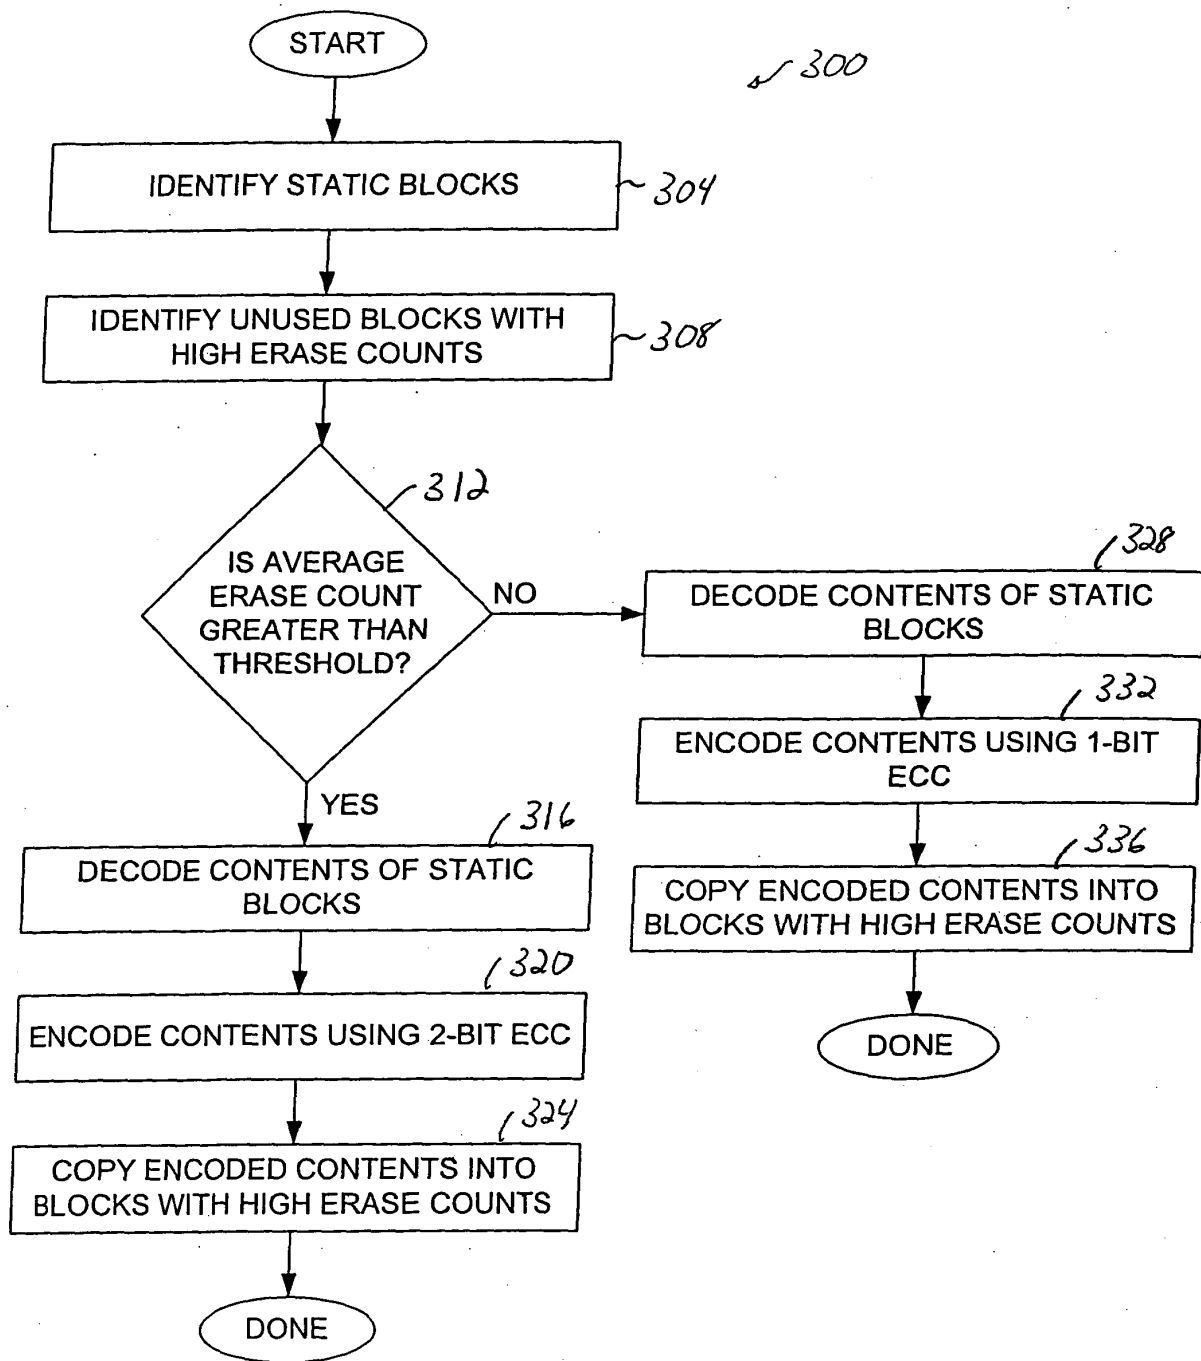 START
300
IDENTIFY STATIC BLOCKS
304
IDENTIFY UNUSED BLOCKS WITH
HIGH ERASE COUNTS
308
312
IS AVERAGE
ERASE COUNT
GREATER THAN
THRESHOLD?
NO
YES
328
DECODE CONTENTS OF STATIC
BLOCKS
332
ENCODE CONTENTS USING 1-BIT
ECC
336
COPY ENCODED CONTENTS INTO
BLOCKS WITH HIGH ERASE COUNTS
DONE
316
DECODE CONTENTS OF STATIC
BLOCKS
320
ENCODE CONTENTS USING 2-BIT ECC
324
COPY ENCODED CONTENTS INTO
BLOCKS WITH HIGH ERASE COUNTS
DONE